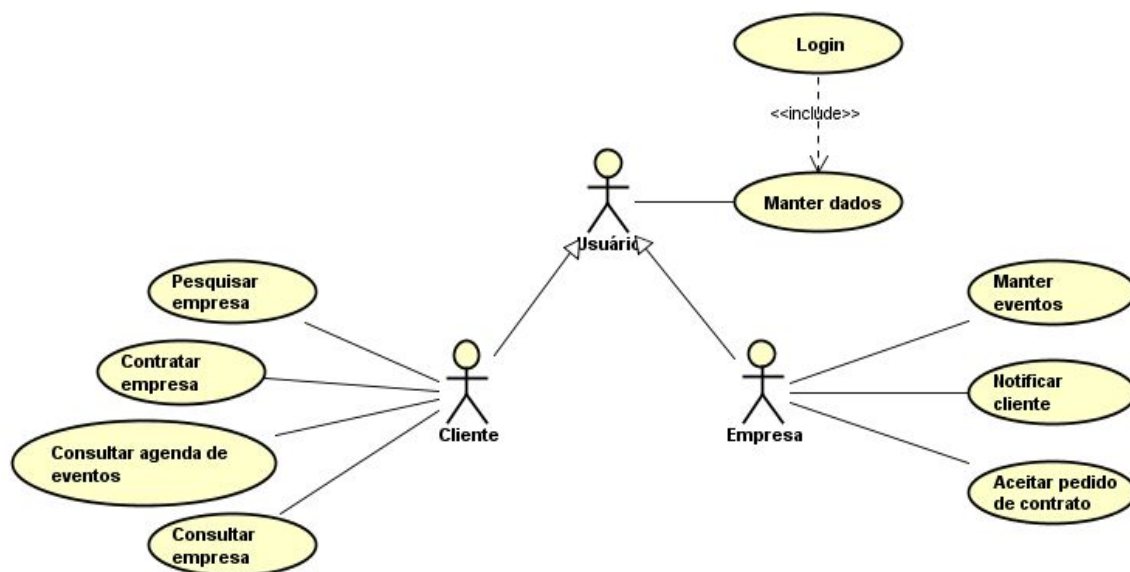 Login
<<include>>
Manter dados
Usuário
Pesquisar
empresa
Manter
eventos
Contratar
empresa
Notificar
cliente
Cliente
Empresa
Consultar agenda de
eventos
Aceitar pedido
de contrato
Consultar
empresa